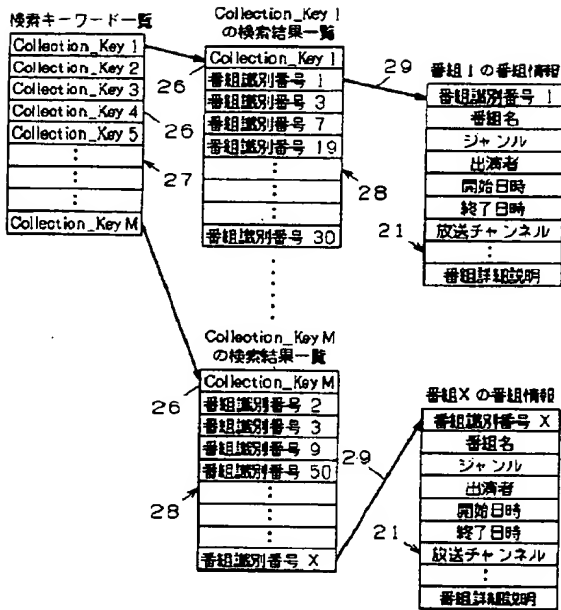 検索キーワード一覧
Collection_Key 1
Collection_Key 2
Collection_Key 3
Collection_Key 4
Collection_Key 5
⋮
Collection_Key M
26
27
Collection_Key 1
の検索結果一覧
Collection_Key 1
番組識別番号 1
番組識別番号 3
番組識別番号 7
番組識別番号 19
⋮
番組識別番号 30
26
28
29
番組1の番組情報
番組識別番号 1
番組名
ジャンル
出演者
開始日時
終了日時
放送チャンネル
⋮
番組詳細説明
21
Collection_Key M
の検索結果一覧
Collection_Key M
番組識別番号 2
番組識別番号 3
番組識別番号 9
番組識別番号 50
⋮
番組識別番号 X
26
28
29
番組Xの番組情報
番組識別番号 X
番組名
ジャンル
出演者
開始日時
終了日時
放送チャンネル
⋮
番組詳細説明
21